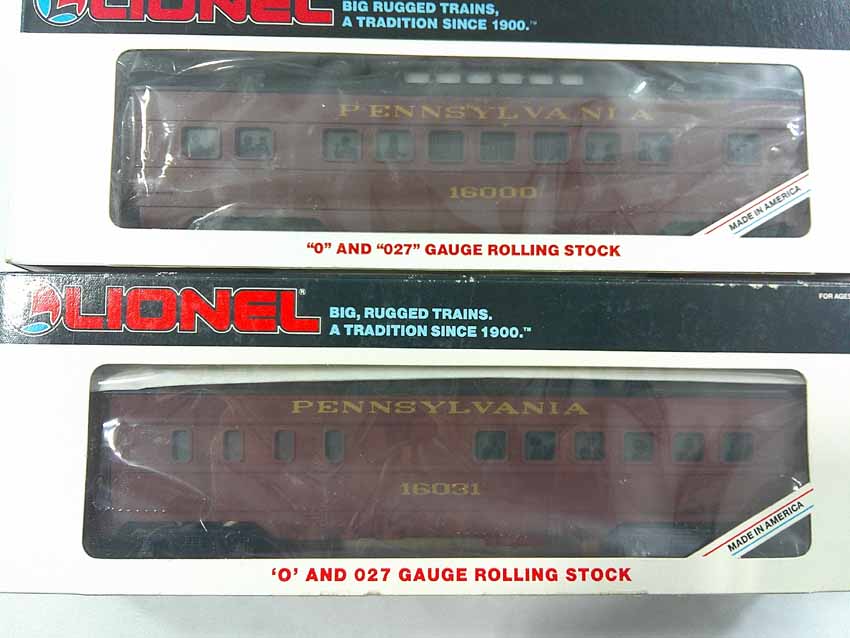 LIONEL
BIG RUGGED TRAINS,
A TRADITION SINCE 1900.™
PENNSYLVANIA
16000
MADE IN AMERICA
"O" AND "027" GAUGE ROLLING STOCK
LIONEL®
BIG, RUGGED TRAINS.
A TRADITION SINCE 1900.™
FOR AGES
PENNSYLVANIA
16031
MADE IN AMERICA
'O' AND 027 GAUGE ROLLING STOCK